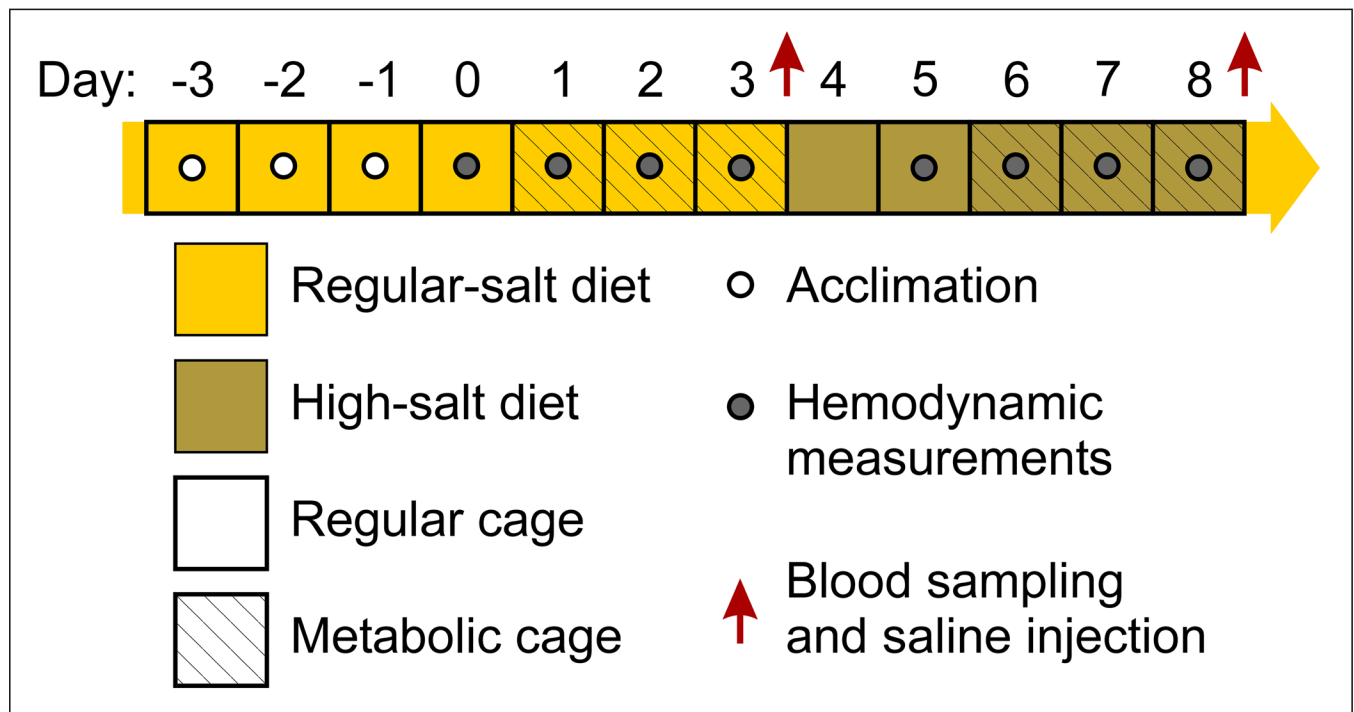 Day: -3 -2 -1 0 1 2 3 4 5 6 7 8
Regular-salt diet
High-salt diet
Regular cage
Metabolic cage
Acclimation
Hemodynamic
measurements
Blood sampling
and saline injection